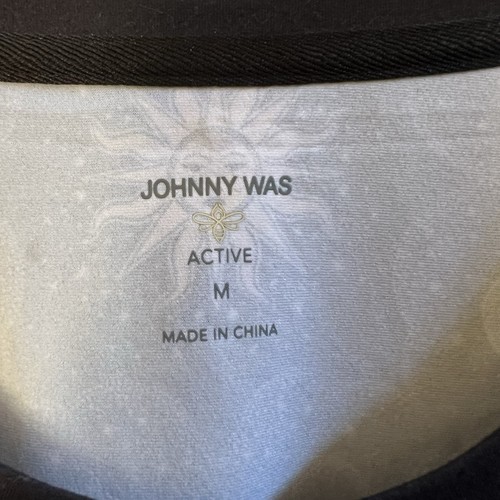 JOHNNY WAS
ACTIVE
M
MADE IN CHINA